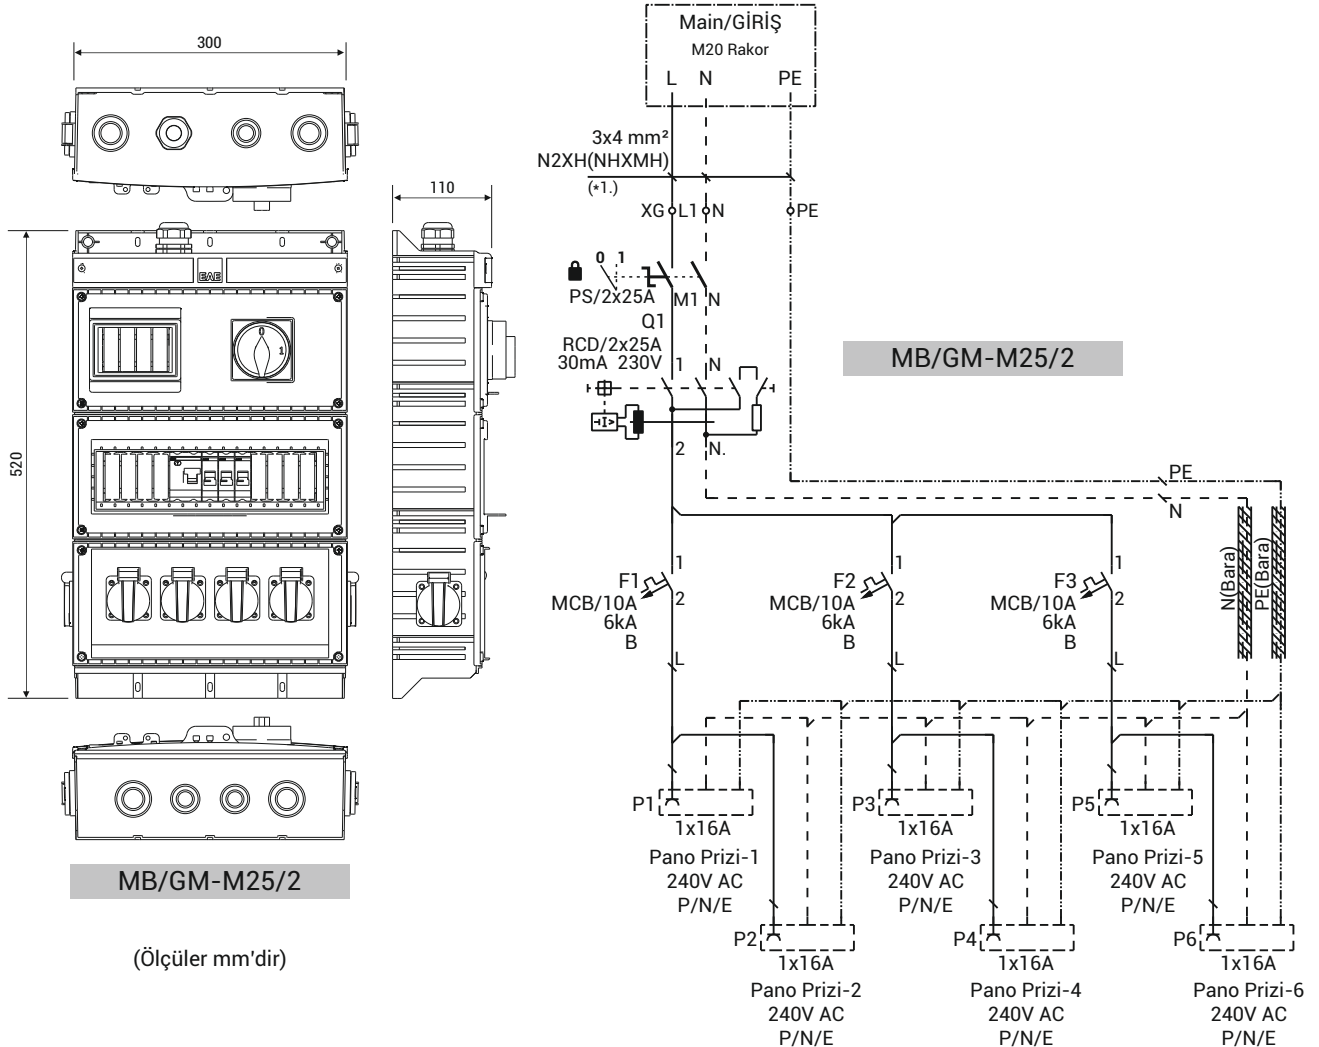 300
110
520
EAE
0
1
MB/GM-M25/2
(Ölçüler mm'dir)
Main/GİRİŞ
M20 Rakor
L N PE
3x4 mm²
N2XH(NHXMH)
(*1.)
XG L1 N PE
0 1
PS/2x25A M1 N
Q1
RCD/2x25A
30mA 230V 1 N
2 N.
MB/GM-M25/2
PE
N
N(Bara)
PE(Bara)
1 1 1
F1 F2 F3
MCB/10A 2 MCB/10A 2 MCB/10A 2
6kA 6kA 6kA
B B B
L L L
P1 P3 P5
1x16A 1x16A 1x16A
Pano Prizi-1 Pano Prizi-3 Pano Prizi-5
240V AC 240V AC 240V AC
P/N/E P/N/E P/N/E
P2 P4 P6
1x16A 1x16A 1x16A
Pano Prizi-2 Pano Prizi-4 Pano Prizi-6
240V AC 240V AC 240V AC
P/N/E P/N/E P/N/E